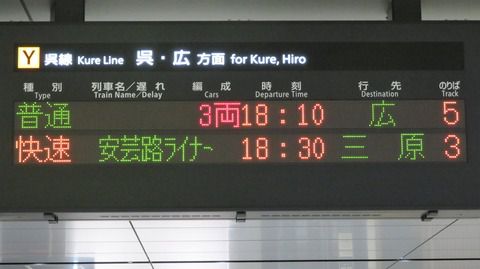 Y 呉線 Kure Line 呉・広 方面 for Kure, Hiro
種別 列車名/遅れ 編成 時刻 行先 のりば
Type Train Name/Delay Cars Departure Time Destination Track
普通 3両 18:10 広 5
快速 安芸路ライナー 18:30 三原 3